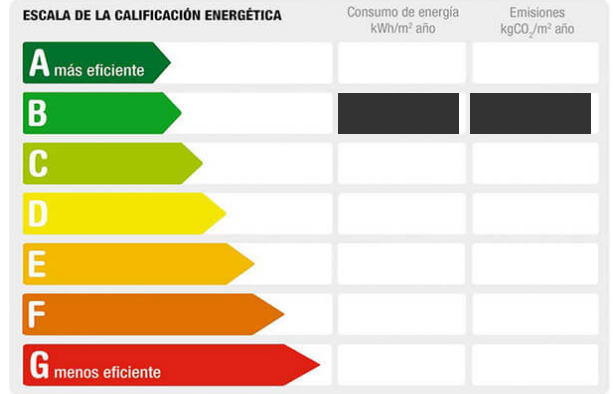 ESCALA DE LA CALIFICACIÓN ENERGÉTICA
Consumo de energía
kWh/m² año
Emisiones
kgCO₂/m² año
A más eficiente
B
C
D
E
F
G menos eficiente